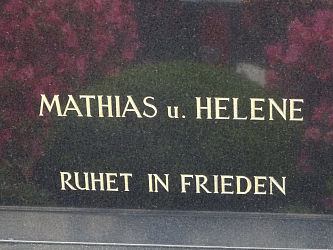 MATHIAS u. HELENE
RUHET IN FRIEDEN